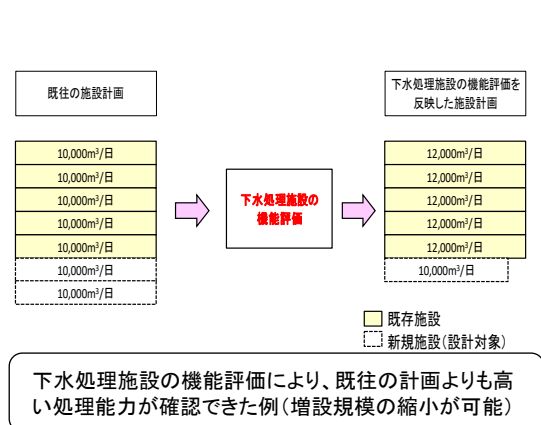 既往の施設計画
10,000m³/日
10,000m³/日
10,000m³/日
10,000m³/日
10,000m³/日
10,000m³/日
10,000m³/日
下水処理施設の
機能評価
下水処理施設の機能評価を
反映した施設計画
12,000m³/日
12,000m³/日
12,000m³/日
12,000m³/日
12,000m³/日
10,000m³/日
既存施設
新規施設(設計対象)
下水処理施設の機能評価により、既往の計画よりも高
い処理能力が確認できた例(増設規模の縮小が可能)